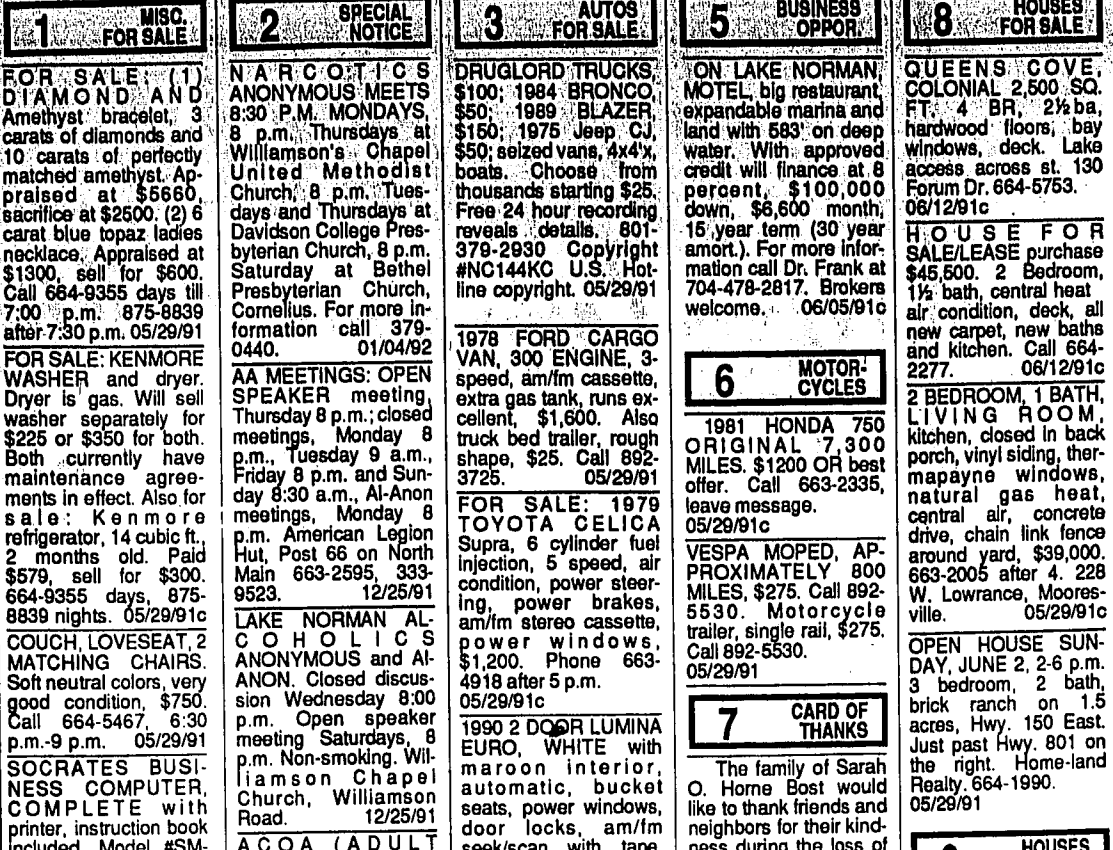 1 MISC.
FOR SALE
FOR SALE: (1)
DIAMOND AND
Amethyst bracelet, 3
carats of diamonds and
10 carats of perfectly
matched amethyst. Ap-
praised at $5660,
sacrifice at $2500. (2) 6
carat blue topaz ladies
necklace, Appraised at
$1300, sell for $600.
Call 664-9355 days till
7:00 p.m. 875-8839
after 7:30 p.m. 05/29/91
FOR SALE: KENMORE
WASHER and dryer.
Dryer is gas. Will sell
washer separately for
$225 or $350 for both.
Both currently have
maintenance agree-
ments in effect. Also for
sale: Kenmore
refrigerator, 14 cubic ft.,
2 months old. Paid
$579, sell for $300.
664-9355 days, 875-
8839 nights. 05/29/91c
COUCH, LOVESEAT, 2
MATCHING CHAIRS.
Soft neutral colors, very
good condition, $750.
Call 664-5467, 6:30
p.m.-9 p.m. 05/29/91
SOCRATES BUSI-
NESS COMPUTER,
COMPLETE with
printer, instruction book
included. Model #SM-
2 SPECIAL
NOTICE
NARCOTICS
ANONYMOUS MEETS
8:30 P.M. MONDAYS,
8 p.m. Thursdays at
Williamson's Chapel
United Methodist
Church, 8 p.m. Tues-
days and Thursdays at
Davidson College Pres-
byterian Church, 8 p.m.
Saturday at Bethel
Presbyterian Church,
Cornelius. For more in-
formation call 379-
0440. 01/04/92
AA MEETINGS: OPEN
SPEAKER meeting,
Thursday 8 p.m.; closed
meetings, Monday 8
p.m., Tuesday 9 a.m.,
Friday 8 p.m. and Sun-
day 8:30 a.m., Al-Anon
meetings, Monday 8
p.m. American Legion
Hut, Post 66 on North
Main 663-2595, 333-
9523. 12/25/91
LAKE NORMAN AL-
COHOLICS
ANONYMOUS and Al-
ANON. Closed discus-
sion Wednesday 8:00
p.m. Open speaker
meeting Saturdays, 8
p.m. Non-smoking. Wil-
liamson Chapel
Church, Williamson
Road. 12/25/91
ACOA (ADULT
3 AUTOS
FOR SALE
DRUGLORD TRUCKS,
$100; 1984 BRONCO,
$50; 1989 BLAZER,
$150; 1975 Jeep CJ,
$50; seized vans, 4x4's,
boats. Choose from
thousands starting $25.
Free 24 hour recording
reveals details. 801-
379-2930 Copyright
#NC144KC U.S. Hot-
line copyright. 05/29/91
1978 FORD CARGO
VAN, 300 ENGINE, 3-
speed, am/fm cassette,
extra gas tank, runs ex-
cellent, $1,600. Also
truck bed trailer, rough
shape, $25. Call 892-
3725. 05/29/91
FOR SALE: 1979
TOYOTA CELICA
Supra, 6 cylinder fuel
injection, 5 speed, air
condition, power steer-
ing, power brakes,
am/fm stereo cassette,
power windows,
$1,200. Phone 663-
4918 after 5 p.m.
05/29/91c
1990 2 DOOR LUMINA
EURO, WHITE with
maroon interior,
automatic, bucket
seats, power windows,
door locks, am/fm
seek/scan with tape
5 BUSINESS
OPPOR.
ON LAKE NORMAN,
MOTEL, big restaurant,
expandable marina and
land with 583' on deep
water. With approved
credit will finance at 8
percent, $100,000
down, $6,600 month,
15 year term (30 year
amort.). For more infor-
mation call Dr. Frank at
704-478-2817. Brokers
welcome. 06/05/91c
6 MOTOR-
CYCLES
1981 HONDA 750
ORIGINAL 7,300
MILES. $1200 OR best
offer. Call 663-2335,
leave message.
05/29/91c
VESPA MOPED, AP-
PROXIMATELY 800
MILES, $275. Call 892-
5530. Motorcycle
trailer, single rail, $275.
Call 892-5530.
05/29/91
7 CARD OF
THANKS
The family of Sarah
O. Horne Bost would
like to thank friends and
neighbors for their kind-
ness during the loss of
8 HOUSES
FOR SALE
QUEENS COVE,
COLONIAL 2,500 SQ.
FT. 4 BR, 2½ ba,
hardwood floors, bay
windows, deck. Lake
access across st. 130
Forum Dr. 664-5753.
06/12/91c
HOUSE FOR
SALE/LEASE purchase
$45,500. 2 Bedroom,
1½ bath, central heat
air condition, deck, all
new carpet, new baths
and kitchen. Call 664-
2277. 06/12/91c
2 BEDROOM, 1 BATH,
LIVING ROOM,
kitchen, closed in back
porch, vinyl siding, ther-
mapayne windows,
natural gas heat,
central air, concrete
drive, chain link fence
around yard, $39,000.
663-2005 after 4. 228
W. Lowrance, Moores-
ville. 05/29/91c
OPEN HOUSE SUN-
DAY, JUNE 2, 2-6 p.m.
3 bedroom, 2 bath,
brick ranch on 1.5
acres, Hwy. 150 East.
Just past Hwy. 801 on
the right. Home-land
Realty. 664-1990.
05/29/91
HOUSES